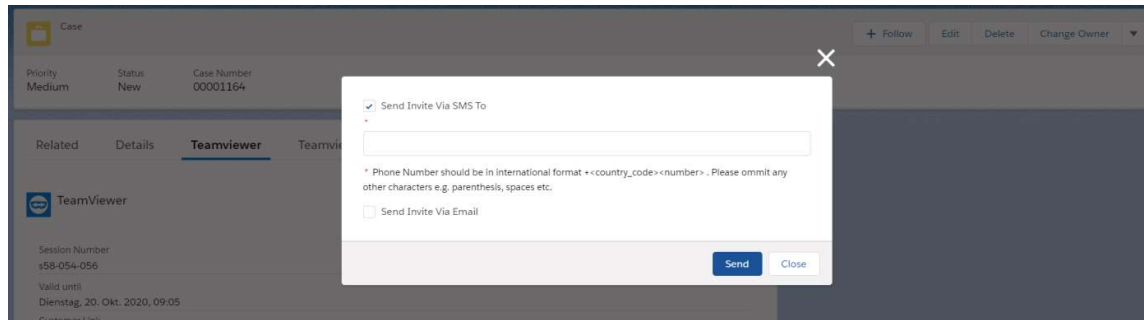 Case
+ Follow Edit Delete Change Owner
Priority Status Case Number
Medium New 00001164
Send Invite Via SMS To
*
* Phone Number should be in international format +<country_code><number> . Please ommit any
other characters e.g. parenthesis, spaces etc.
Send Invite Via Email
Send Close
Related Details Teamviewer
TeamViewer
Session Number
s58-054-056
Valid until
Dienstag, 20. Okt. 2020, 09:05
Customer Link